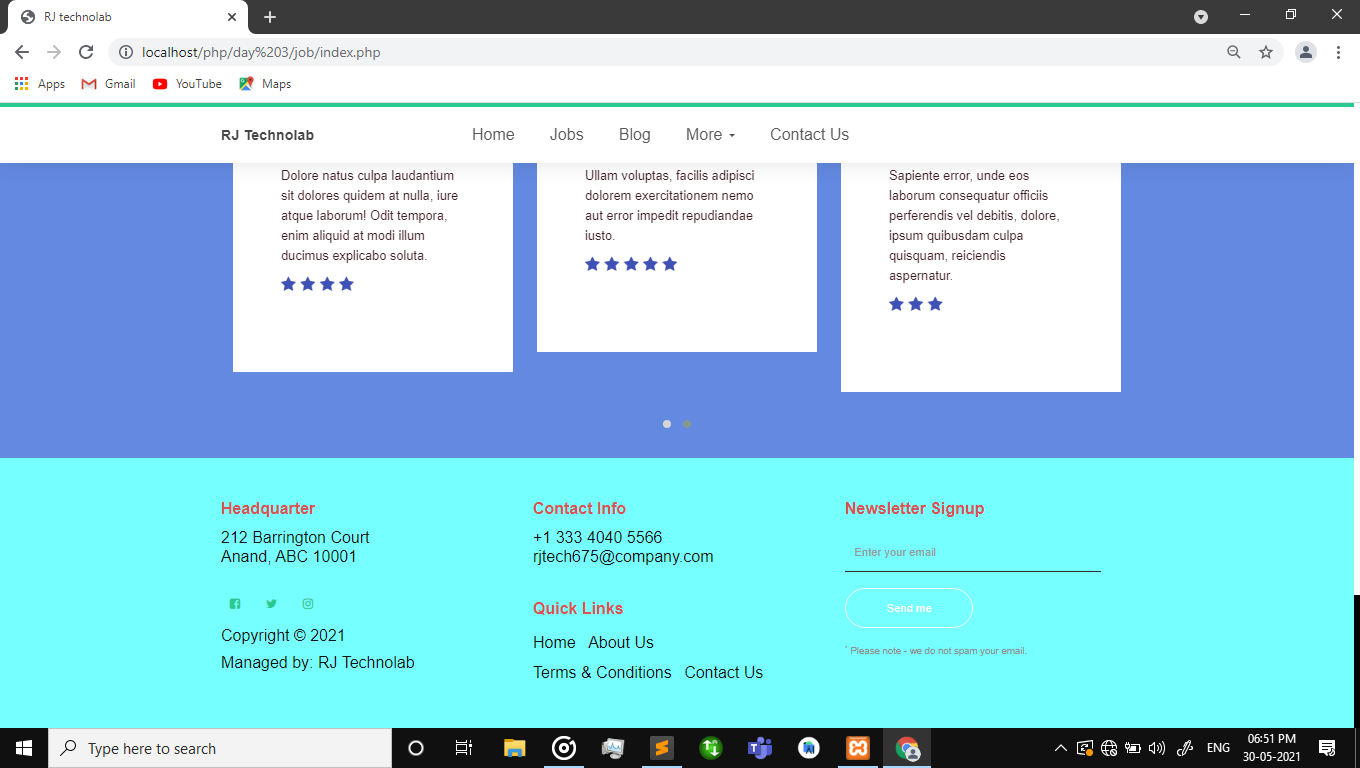 RJ technolab
localhost/php/day%203/job/index.php
Apps Gmail YouTube Maps
RJ Technolab Home Jobs Blog More Contact Us
Dolore natus culpa laudantium
sit dolores quidem at nulla, iure
atque laborum! Odit tempora,
enim aliquid at modi illum
ducimus explicabo soluta.
Ullam voluptas, facilis adipisci
dolorem exercitationem nemo
aut error impedit repudiandae
iusto.
Sapiente error, unde eos
laborum consequatur officiis
perferendis vel debitis, dolore,
ipsum quibusdam culpa
quisquam, reiciendis
aspernatur.
Headquarter
212 Barrington Court
Anand, ABC 10001
Copyright © 2021
Managed by: RJ Technolab
Contact Info
+1 333 4040 5566
rjtech675@company.com
Quick Links
Home About Us
Terms & Conditions Contact Us
Newsletter Signup
Enter your email
Send me
* Please note - we do not spam your email.
Type here to search
ENG
06:51 PM
30-05-2021